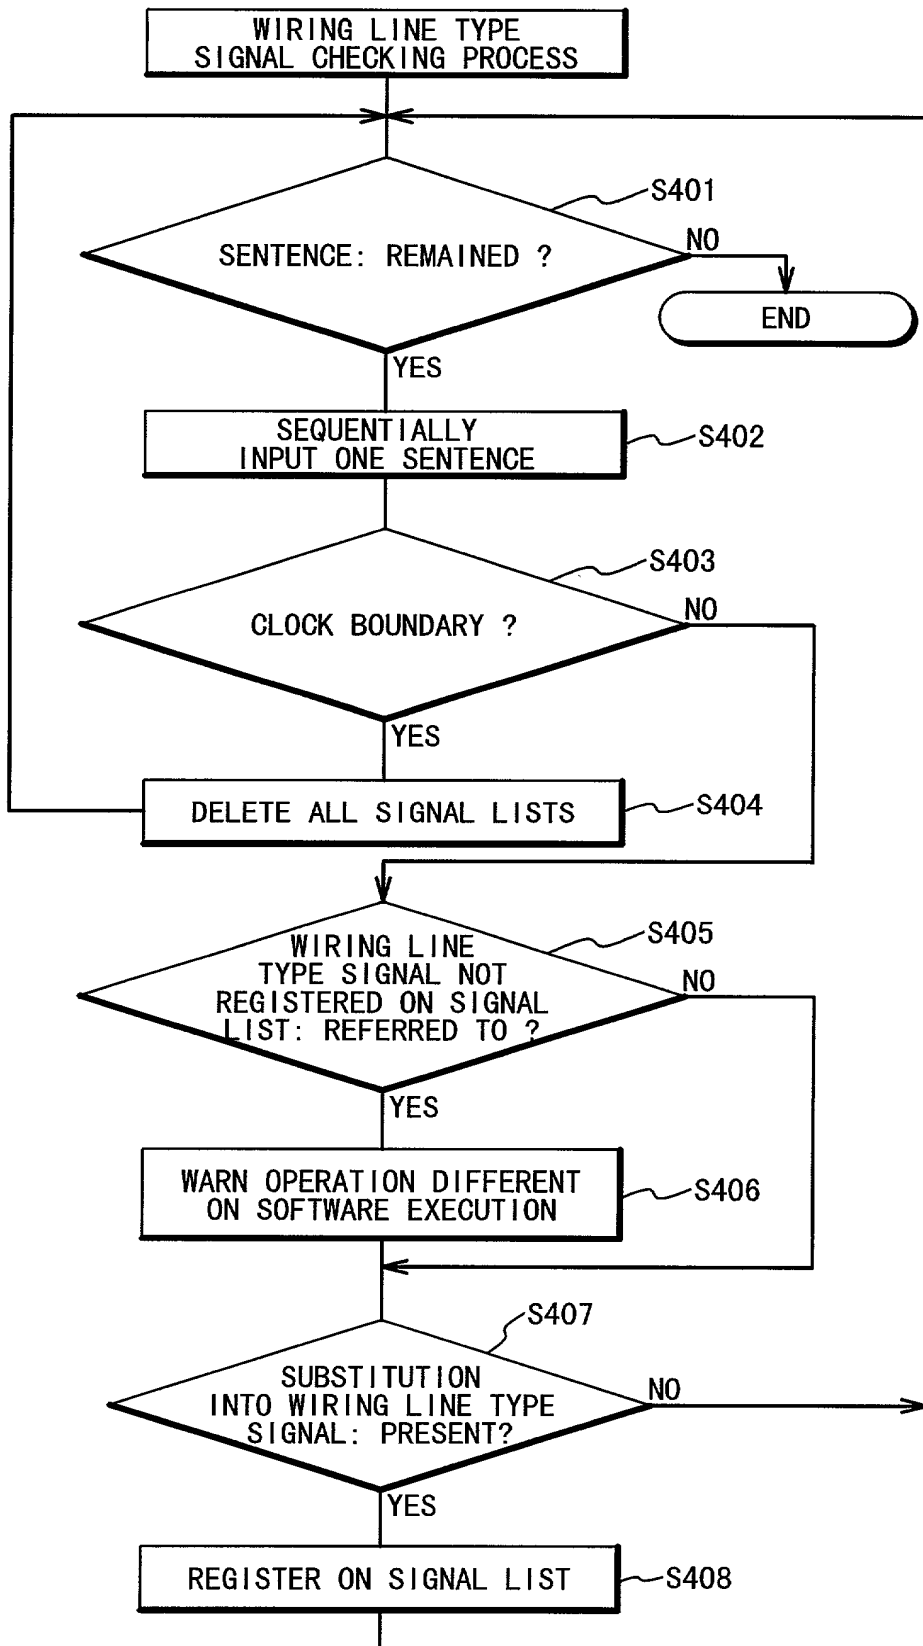 WIRING LINE TYPE
SIGNAL CHECKING PROCESS
S401
SENTENCE: REMAINED ?
NO
END
YES
SEQUENTIALLY
INPUT ONE SENTENCE
S402
S403
CLOCK BOUNDARY ?
NO
YES
DELETE ALL SIGNAL LISTS
S404
S405
WIRING LINE
TYPE SIGNAL NOT
REGISTERED ON SIGNAL
LIST: REFERRED TO ?
NO
YES
WARN OPERATION DIFFERENT
ON SOFTWARE EXECUTION
S406
S407
SUBSTITUTION
INTO WIRING LINE TYPE
SIGNAL: PRESENT?
NO
YES
REGISTER ON SIGNAL LIST
S408